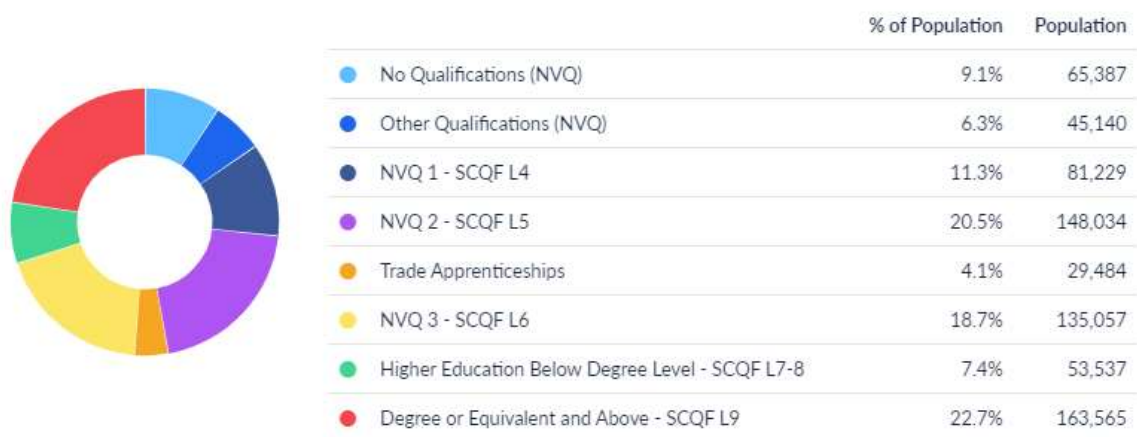 % of Population Population
No Qualifications (NVQ) 9.1% 65,387
Other Qualifications (NVQ) 6.3% 45,140
NVQ 1 - SCQF L4 11.3% 81,229
NVQ 2 - SCQF L5 20.5% 148,034
Trade Apprenticeships 4.1% 29,484
NVQ 3 - SCQF L6 18.7% 135,057
Higher Education Below Degree Level - SCQF L7-8 7.4% 53,537
Degree or Equivalent and Above - SCQF L9 22.7% 163,565